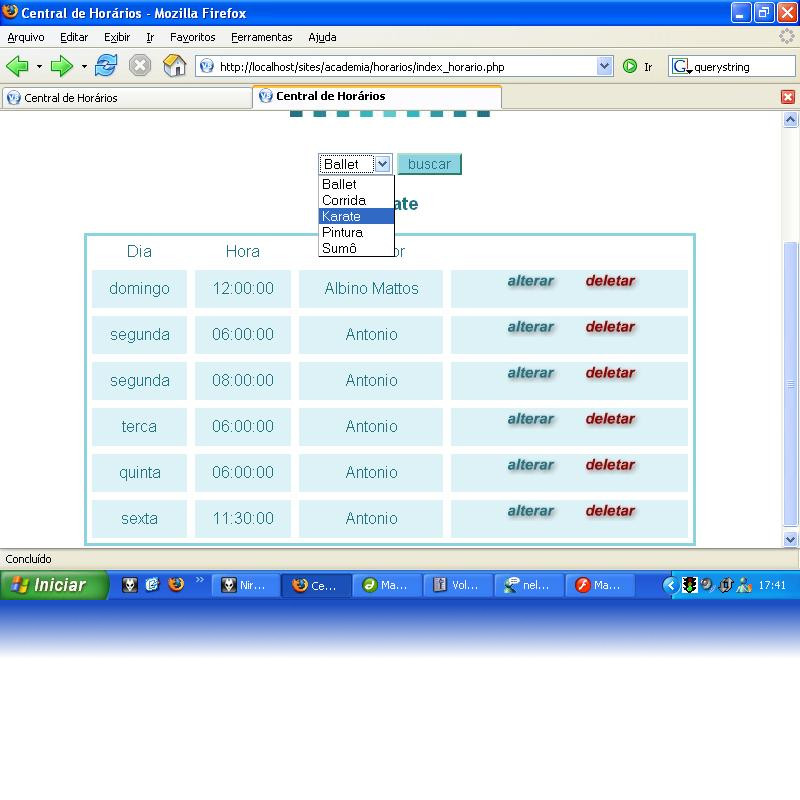 Central de Horários - Mozilla Firefox
Arquivo Editar Exibir Ir Favoritos Ferramentas Ajuda
http://localhost/sites/academia/horarios/index_horario.php Ir querystring
Central de Horários Central de Horários
Ballet buscar
Ballet
Corrida
Karate
Pintura
Sumô
ate
Dia Hora or
domingo 12:00:00 Albino Mattos alterar deletar
segunda 06:00:00 Antonio alterar deletar
segunda 08:00:00 Antonio alterar deletar
terca 06:00:00 Antonio alterar deletar
quinta 06:00:00 Antonio alterar deletar
sexta 11:30:00 Antonio alterar deletar
Concluído
Iniciar » Nir... Ce... Ma... Vol... nel... Ma... 17:41